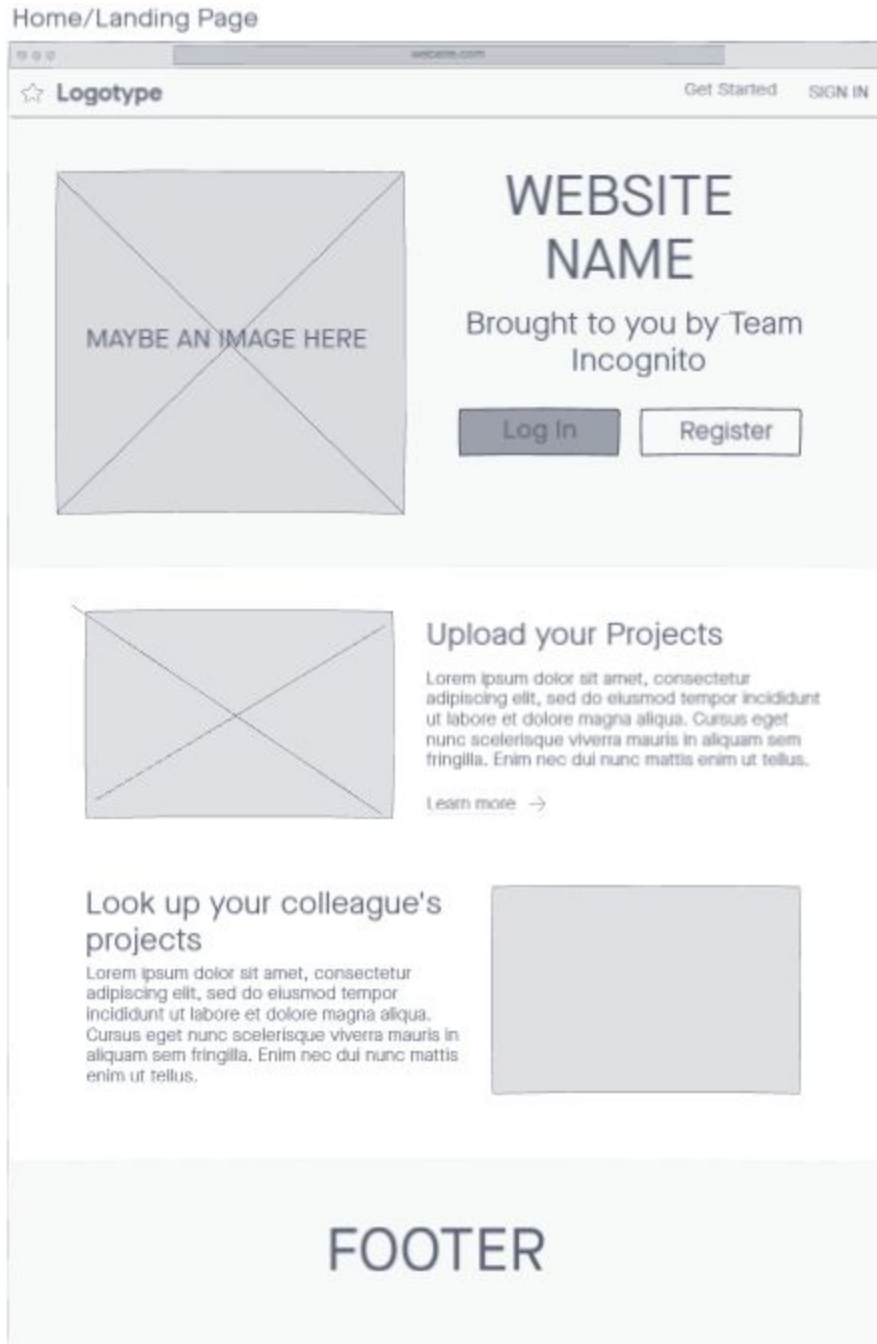 Home/Landing Page
website.com
Logotype
Get Started
SIGN IN
MAYBE AN IMAGE HERE
WEBSITE
NAME
Brought to you by Team
Incognito
Log In
Register
Upload your Projects
Lorem ipsum dolor sit amet, consectetur
adipiscing elit, sed do eiusmod tempor incididunt
ut labore et dolore magna aliqua. Cursus eget
nunc scelerisque viverra mauris in aliquam sem
fringilla. Enim nec dui nunc mattis enim ut tellus.
Learn more →
Look up your colleague's
projects
Lorem ipsum dolor sit amet, consectetur
adipiscing elit, sed do eiusmod tempor
incididunt ut labore et dolore magna aliqua.
Cursus eget nunc scelerisque viverra mauris in
aliquam sem fringilla. Enim nec dui nunc mattis
enim ut tellus.
FOOTER